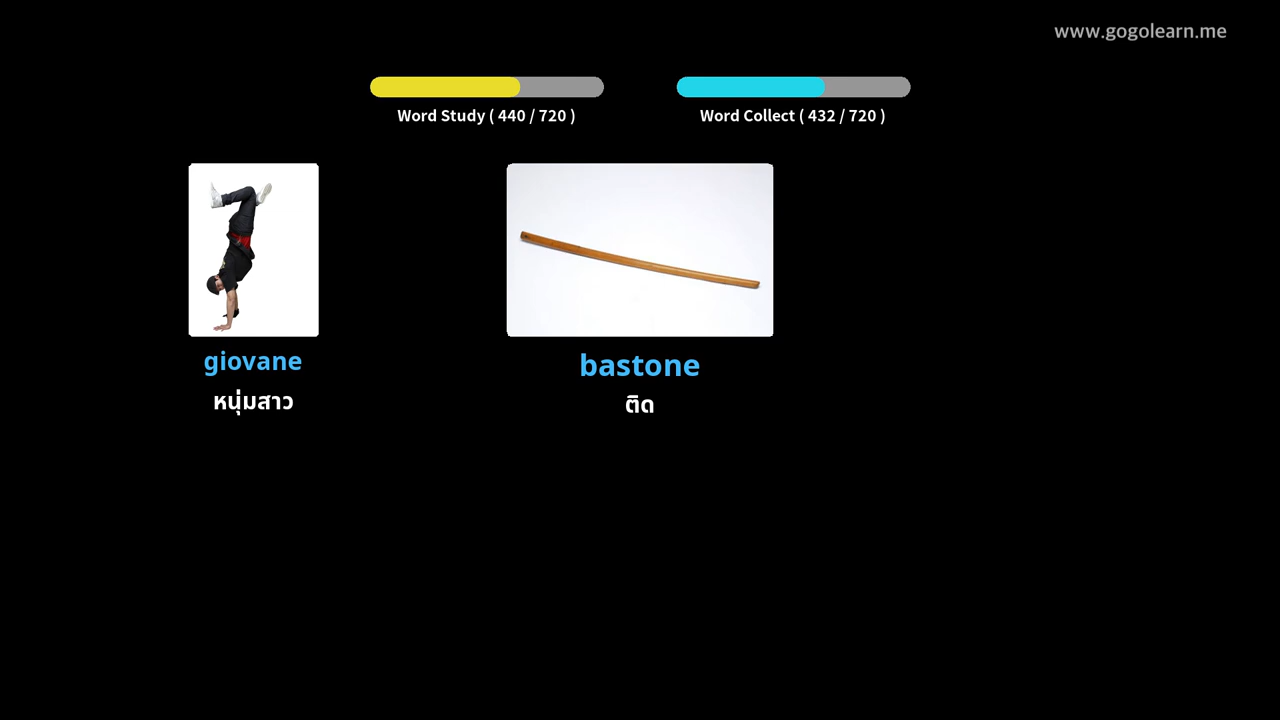 www.gogolearn.me
Word Study ( 440 / 720 )
Word Collect ( 432 / 720 )
giovane
หนุ่มสาว
bastone
ติด